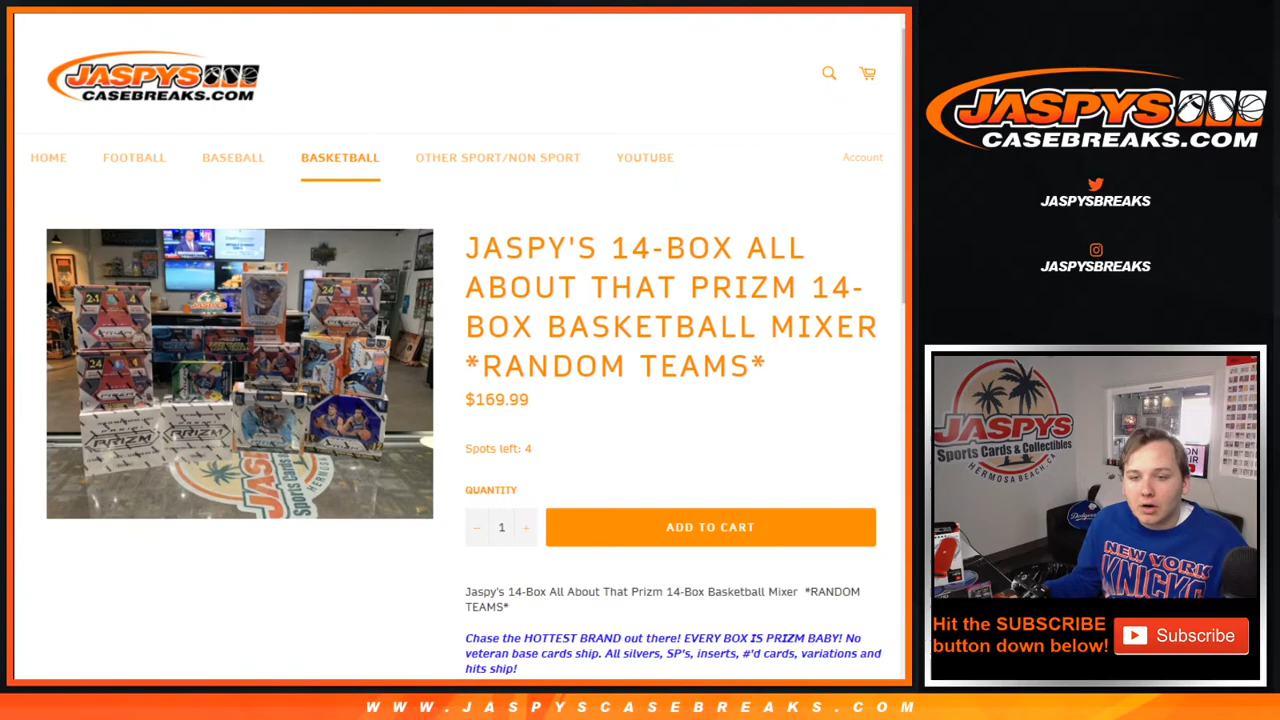 JASPYS
CASEBREAKS.COM
HOME
FOOTBALL
BASEBALL
BASKETBALL
OTHER SPORT/NON SPORT
YOUTUBE
Account
JASPY'S 14-BOX ALL
ABOUT THAT PRIZM 14-
BOX BASKETBALL MIXER
*RANDOM TEAMS*
$169.99
Spots left: 4
QUANTITY
− 1 +
ADD TO CART
Jaspy's 14-Box All About That Prizm 14-Box Basketball Mixer *RANDOM
TEAMS*
Chase the HOTTEST BRAND out there! EVERY BOX IS PRIZM BABY! No
veteran base cards ship. All silvers, SP's, inserts, #'d cards, variations and
hits ship!
PRIZM
PRIZM
JASPYS
CASEBREAKS.COM
JASPYSBREAKS
JASPYSBREAKS
JASPYS
Sports Cards & Collectibles
HERMOSA BEACH, CA
Dodgers
NEW YORK
KNICKS
Hit the SUBSCRIBE
button down below!
Subscribe
WWW.JASPYSCASEBREAKS.COM